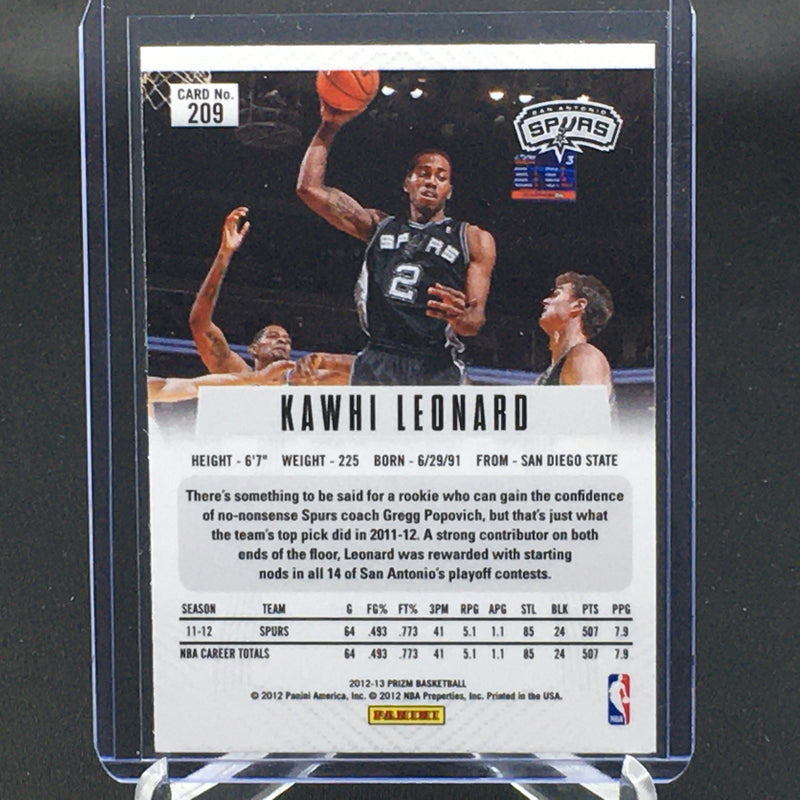 CARD No.
209
SAN ANTONIO
SPURS
3
SPURS
2
KAWHI LEONARD
HEIGHT - 6'7" WEIGHT - 225 BORN - 6/29/91 FROM - SAN DIEGO STATE
There's something to be said for a rookie who can gain the confidence
of no-nonsense Spurs coach Gregg Popovich, but that's just what
the team's top pick did in 2011-12. A strong contributor on both
ends of the floor, Leonard was rewarded with starting
nods in all 14 of San Antonio's playoff contests.
SEASON TEAM G FG% FT% 3PM RPG APG STL BLK PTS PPG
11-12 SPURS 64 .493 .773 41 5.1 1.1 85 24 507 7.9
NBA CAREER TOTALS 64 .493 .773 41 5.1 1.1 85 24 507 7.9
2012-13 PRIZM BASKETBALL
© 2012 Panini America, Inc. © 2012 NBA Properties, Inc. Printed in the USA.
PANINI
NBA